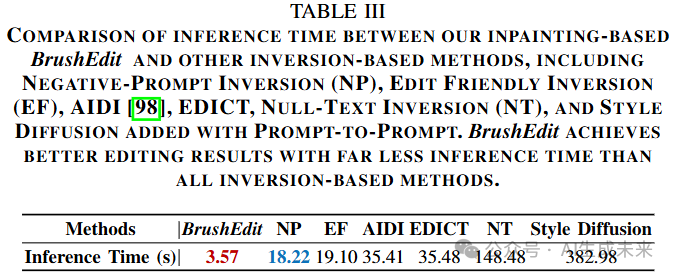 TABLE III
COMPARISON OF INFERENCE TIME BETWEEN OUR INPAINTING-BASED
BrushEdit AND OTHER INVERSION-BASED METHODS, INCLUDING
NEGATIVE-PROMPT INVERSION (NP), EDIT FRIENDLY INVERSION
(EF), AIDI [98], EDICT, NULL-TEXT INVERSION (NT), AND STYLE
DIFFUSION ADDED WITH PROMPT-TO-PROMPT. BrushEdit ACHIEVES
BETTER EDITING RESULTS WITH FAR LESS INFERENCE TIME THAN
ALL INVERSION-BASED METHODS.
Methods |BrushEdit NP EF AIDI EDICT NT Style Diffusion
Inference Time (s)| 3.57 18.22 19.10 35.41 35.48 148.48 382.98
公众号 · AI生成未来